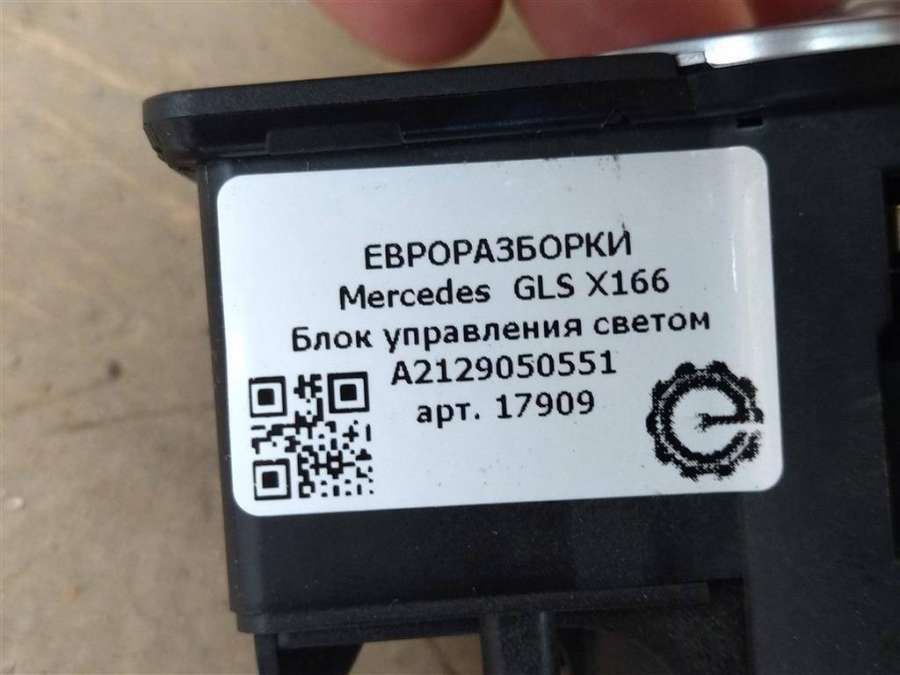 ЕВРОРАЗБОРКИ
Mercedes GLS X166
Блок управления светом
A2129050551
арт. 17909